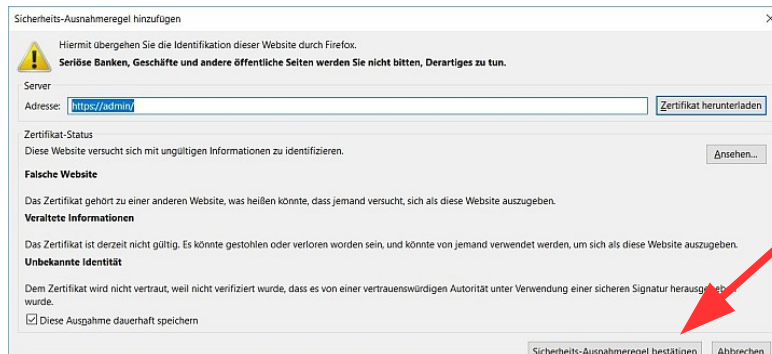 Sicherheits-Ausnahmeregel hinzufügen
Hiermit übergehen Sie die Identifikation dieser Website durch Firefox.
Seriöse Banken, Geschäfte und andere öffentliche Seiten werden Sie nicht bitten, Derartiges zu tun.
Server
Adresse: https://admin/ Zertifikat herunterladen
Zertifikat-Status
Diese Website versucht sich mit ungültigen Informationen zu identifizieren.
Ansehen...
Falsche Website
Das Zertifikat gehört zu einer anderen Website, was heißen könnte, dass jemand versucht, sich als diese Website auszugeben.
Veraltete Informationen
Das Zertifikat ist derzeit nicht gültig. Es könnte gestohlen oder verloren worden sein, und könnte von jemand verwendet werden, um sich als diese Website auszugeben.
Unbekannte Identität
Dem Zertifikat wird nicht vertraut, weil nicht verifiziert wurde, dass es von einer vertrauenswürdigen Autorität unter Verwendung einer sicheren Signatur
wurde.
Diese Ausnahme dauerhaft speichern
Sicherheits-Ausnahmeregel bestätigen Abbrechen